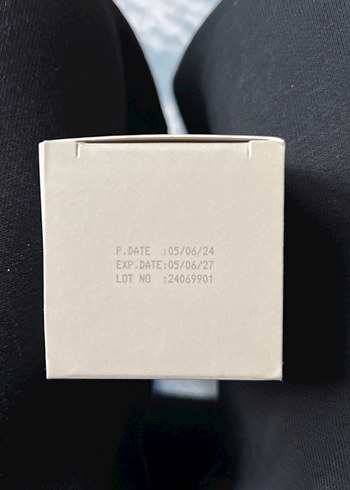 P.DATE :05/06/24
EXP.DATE:05/06/27
LOT NO :24069901